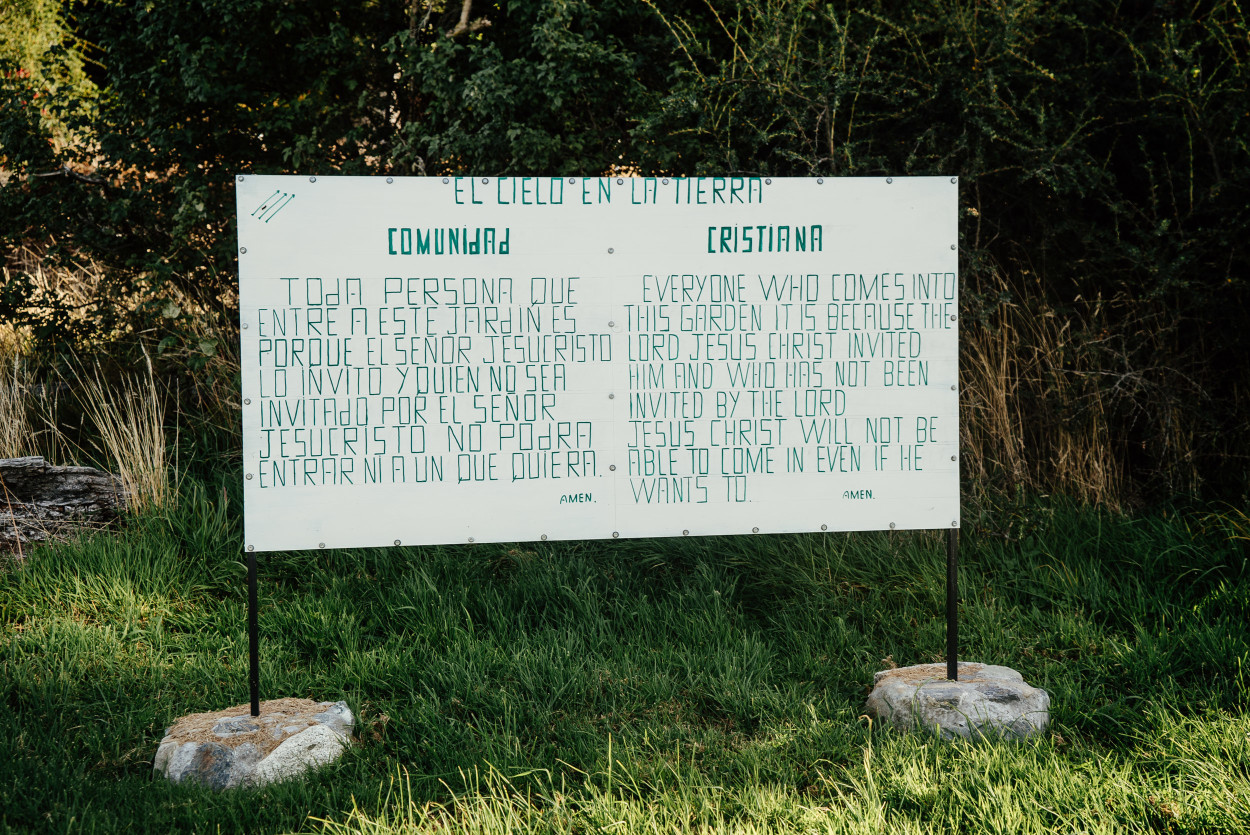 EL CIELO EN LA TIERRA
COMUNIdAd
TOdA PERSONA QUE
ENTRE A ESTE JARdIN ES
PORQUE EL SEÑOR JESUCRISTO
LO INVITO Y QUIEN NO SEA
INVITAdO POR EL SEÑOR
JESUCRISTO NO POdRA
ENTRAR NI A UN QUE QUIERA.
AMEN.
CRISTIANA
EVERYONE WHO COMES INTO
THIS GARDEN IT IS BECAUSE THE
LORD JESUS CHRIST INVITED
HIM AND WHO HAS NOT BEEN
INVITED BY THE LORD
JESUS CHRIST WILL NOT BE
ABLE TO COME IN EVEN IF HE
WANTS TO.
AMEN.